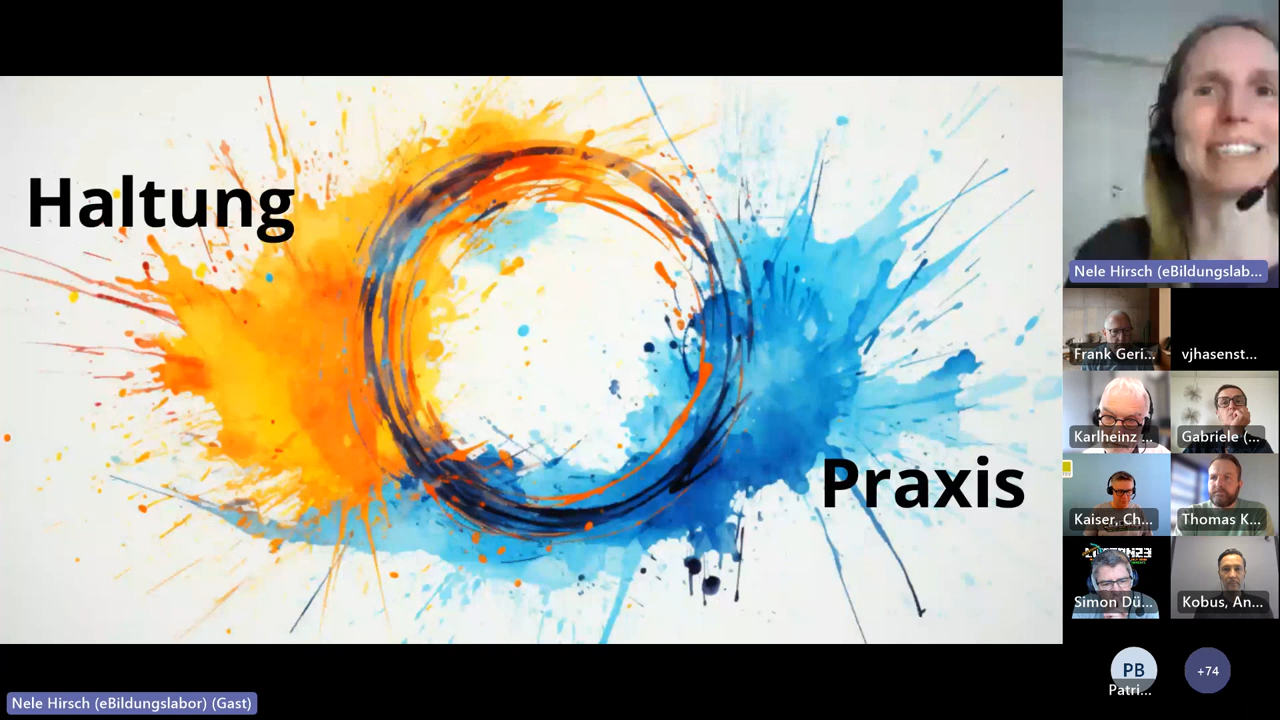 Haltung
Praxis
Nele Hirsch (eBildungslab...
Frank Geri...
vjhasenst...
Karlheinz ...
Gabriele (...
Kaiser, Ch...
Thomas K...
Simon Dü...
Kobus, An...
PB
Patri...
+74
Nele Hirsch (eBildungslabor) (Gast)